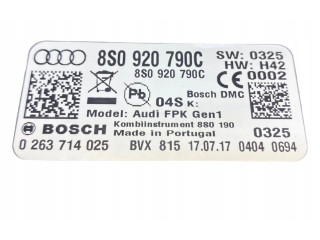 8S0 920 790C SW: 0325
8S0 920 790C HW: H42
0002
Pb 04S K: Bosch DMC
Model: Audi FPK Gen1
BOSCH Kombiinstrument 8S0 190
Made in Portugal 0325
0 263 714 025 BVX 815 17.07.17 0404 0694